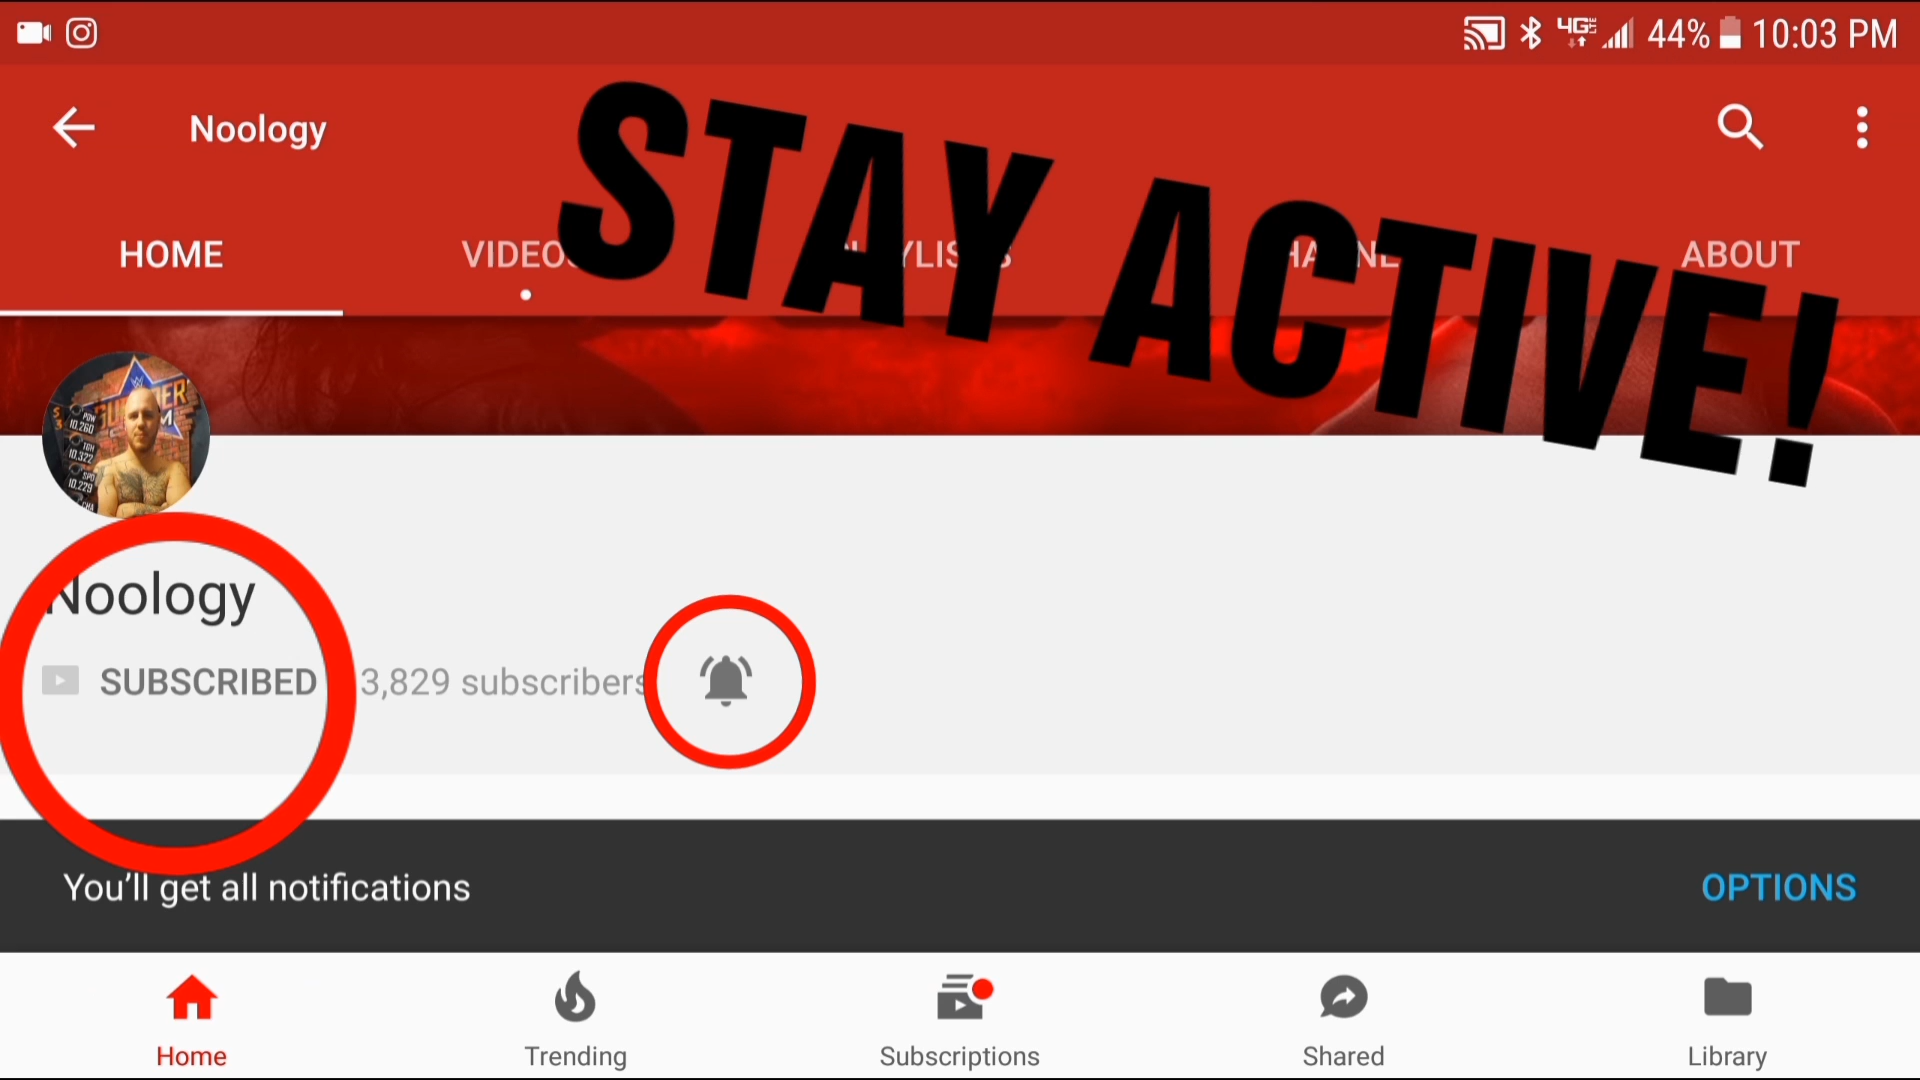 44% 10:03 PM
Noology
STAY ACTIVE!
HOME VIDEOS ABOUT
Noology
SUBSCRIBED 3,829 subscribers
You'll get all notifications OPTIONS
Home Trending Subscriptions Shared Library